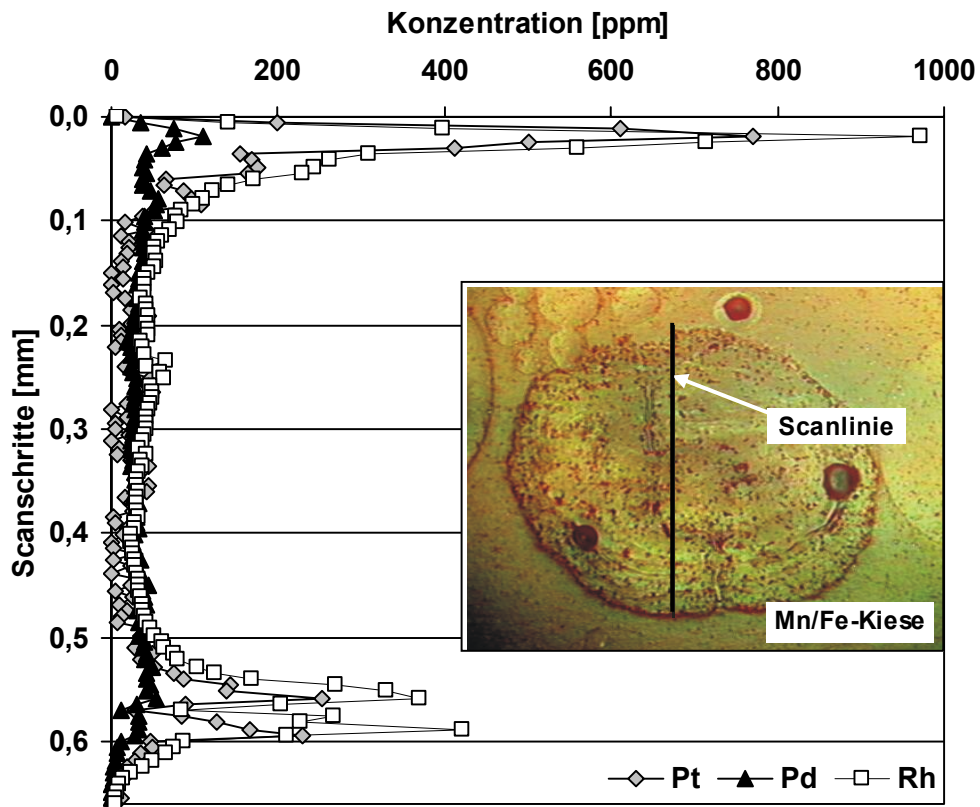 Konzentration [ppm]
0 200 400 600 800 1000
Scanschritte [mm]
0,0
0,1
0,2
0,3
0,4
0,5
0,6
Scanlinie
Mn/Fe-Kiese
Pt Pd Rh